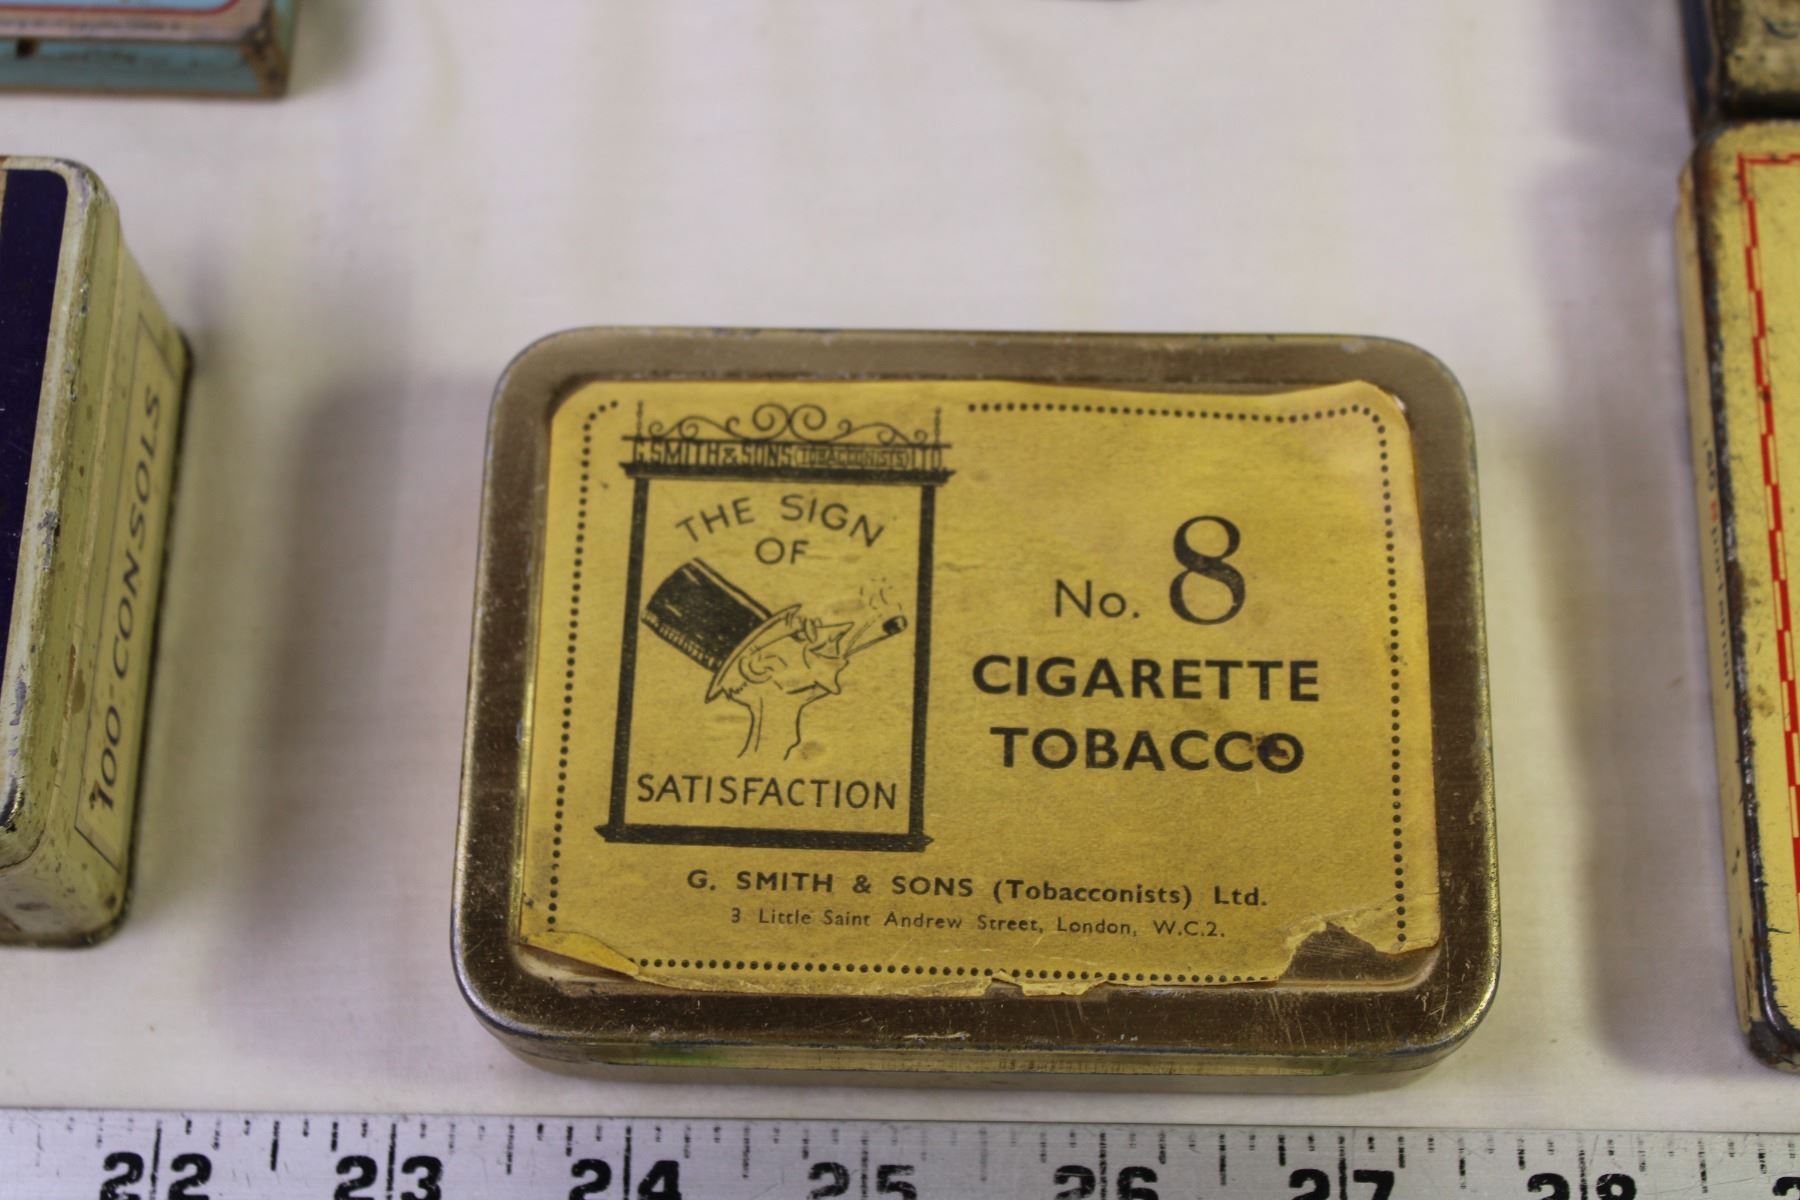 G. SMITH & SONS (TOBACCONISTS) LTD
THE SIGN
OF
SATISFACTION
No. 8
CIGARETTE
TOBACCO
G. SMITH & SONS (Tobacconists) Ltd.
3 Little Saint Andrew Street, London, W.C.2.
100-CONSOLS
22 23 24 25 26 27 28